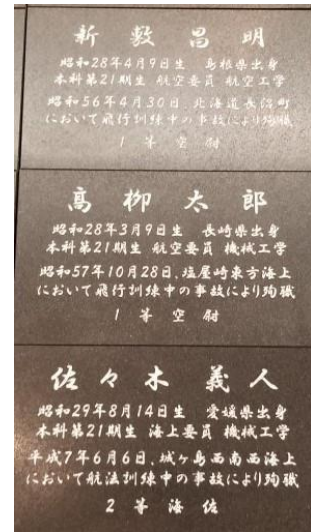 新敷昌明
昭和28年4月9日生 島根県出身
本科第21期生 航空要員 航空工学
昭和56年4月30日、北海道長沼町
において飛行訓練中の事故により殉職
1等空尉
高柳太郎
昭和28年3月9日生 長崎県出身
本科第21期生 航空要員 機械工学
昭和57年10月28日、塩屋崎東方海上
において飛行訓練中の事故により殉職
1等空尉
佐々木義人
昭和29年8月14日生 愛媛県出身
本科第21期生 海上要員 機械工学
平成7年6月6日、城ヶ島西南西海上
において航法訓練中の事故により殉職
2等海佐